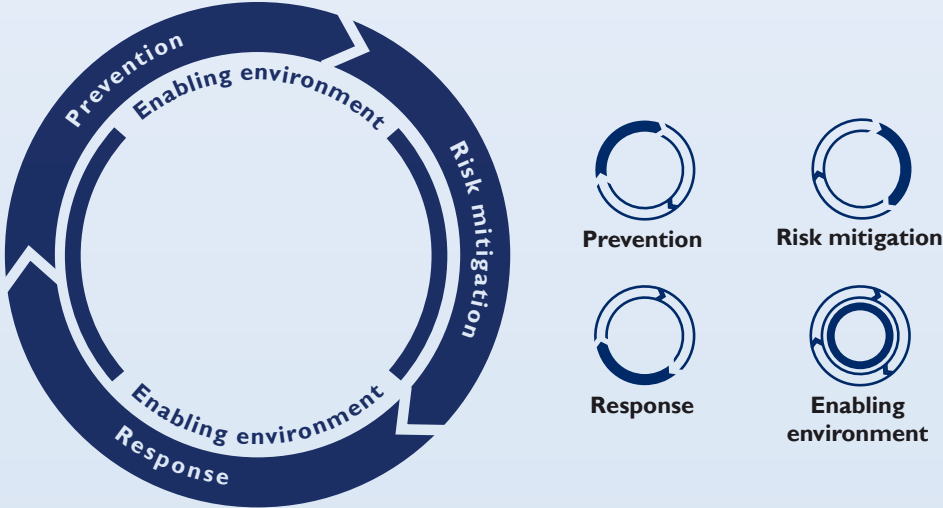 Prevention
Enabling environment
Risk mitigation
Enabling environment
Response
Prevention
Risk mitigation
Response
Enabling
environment